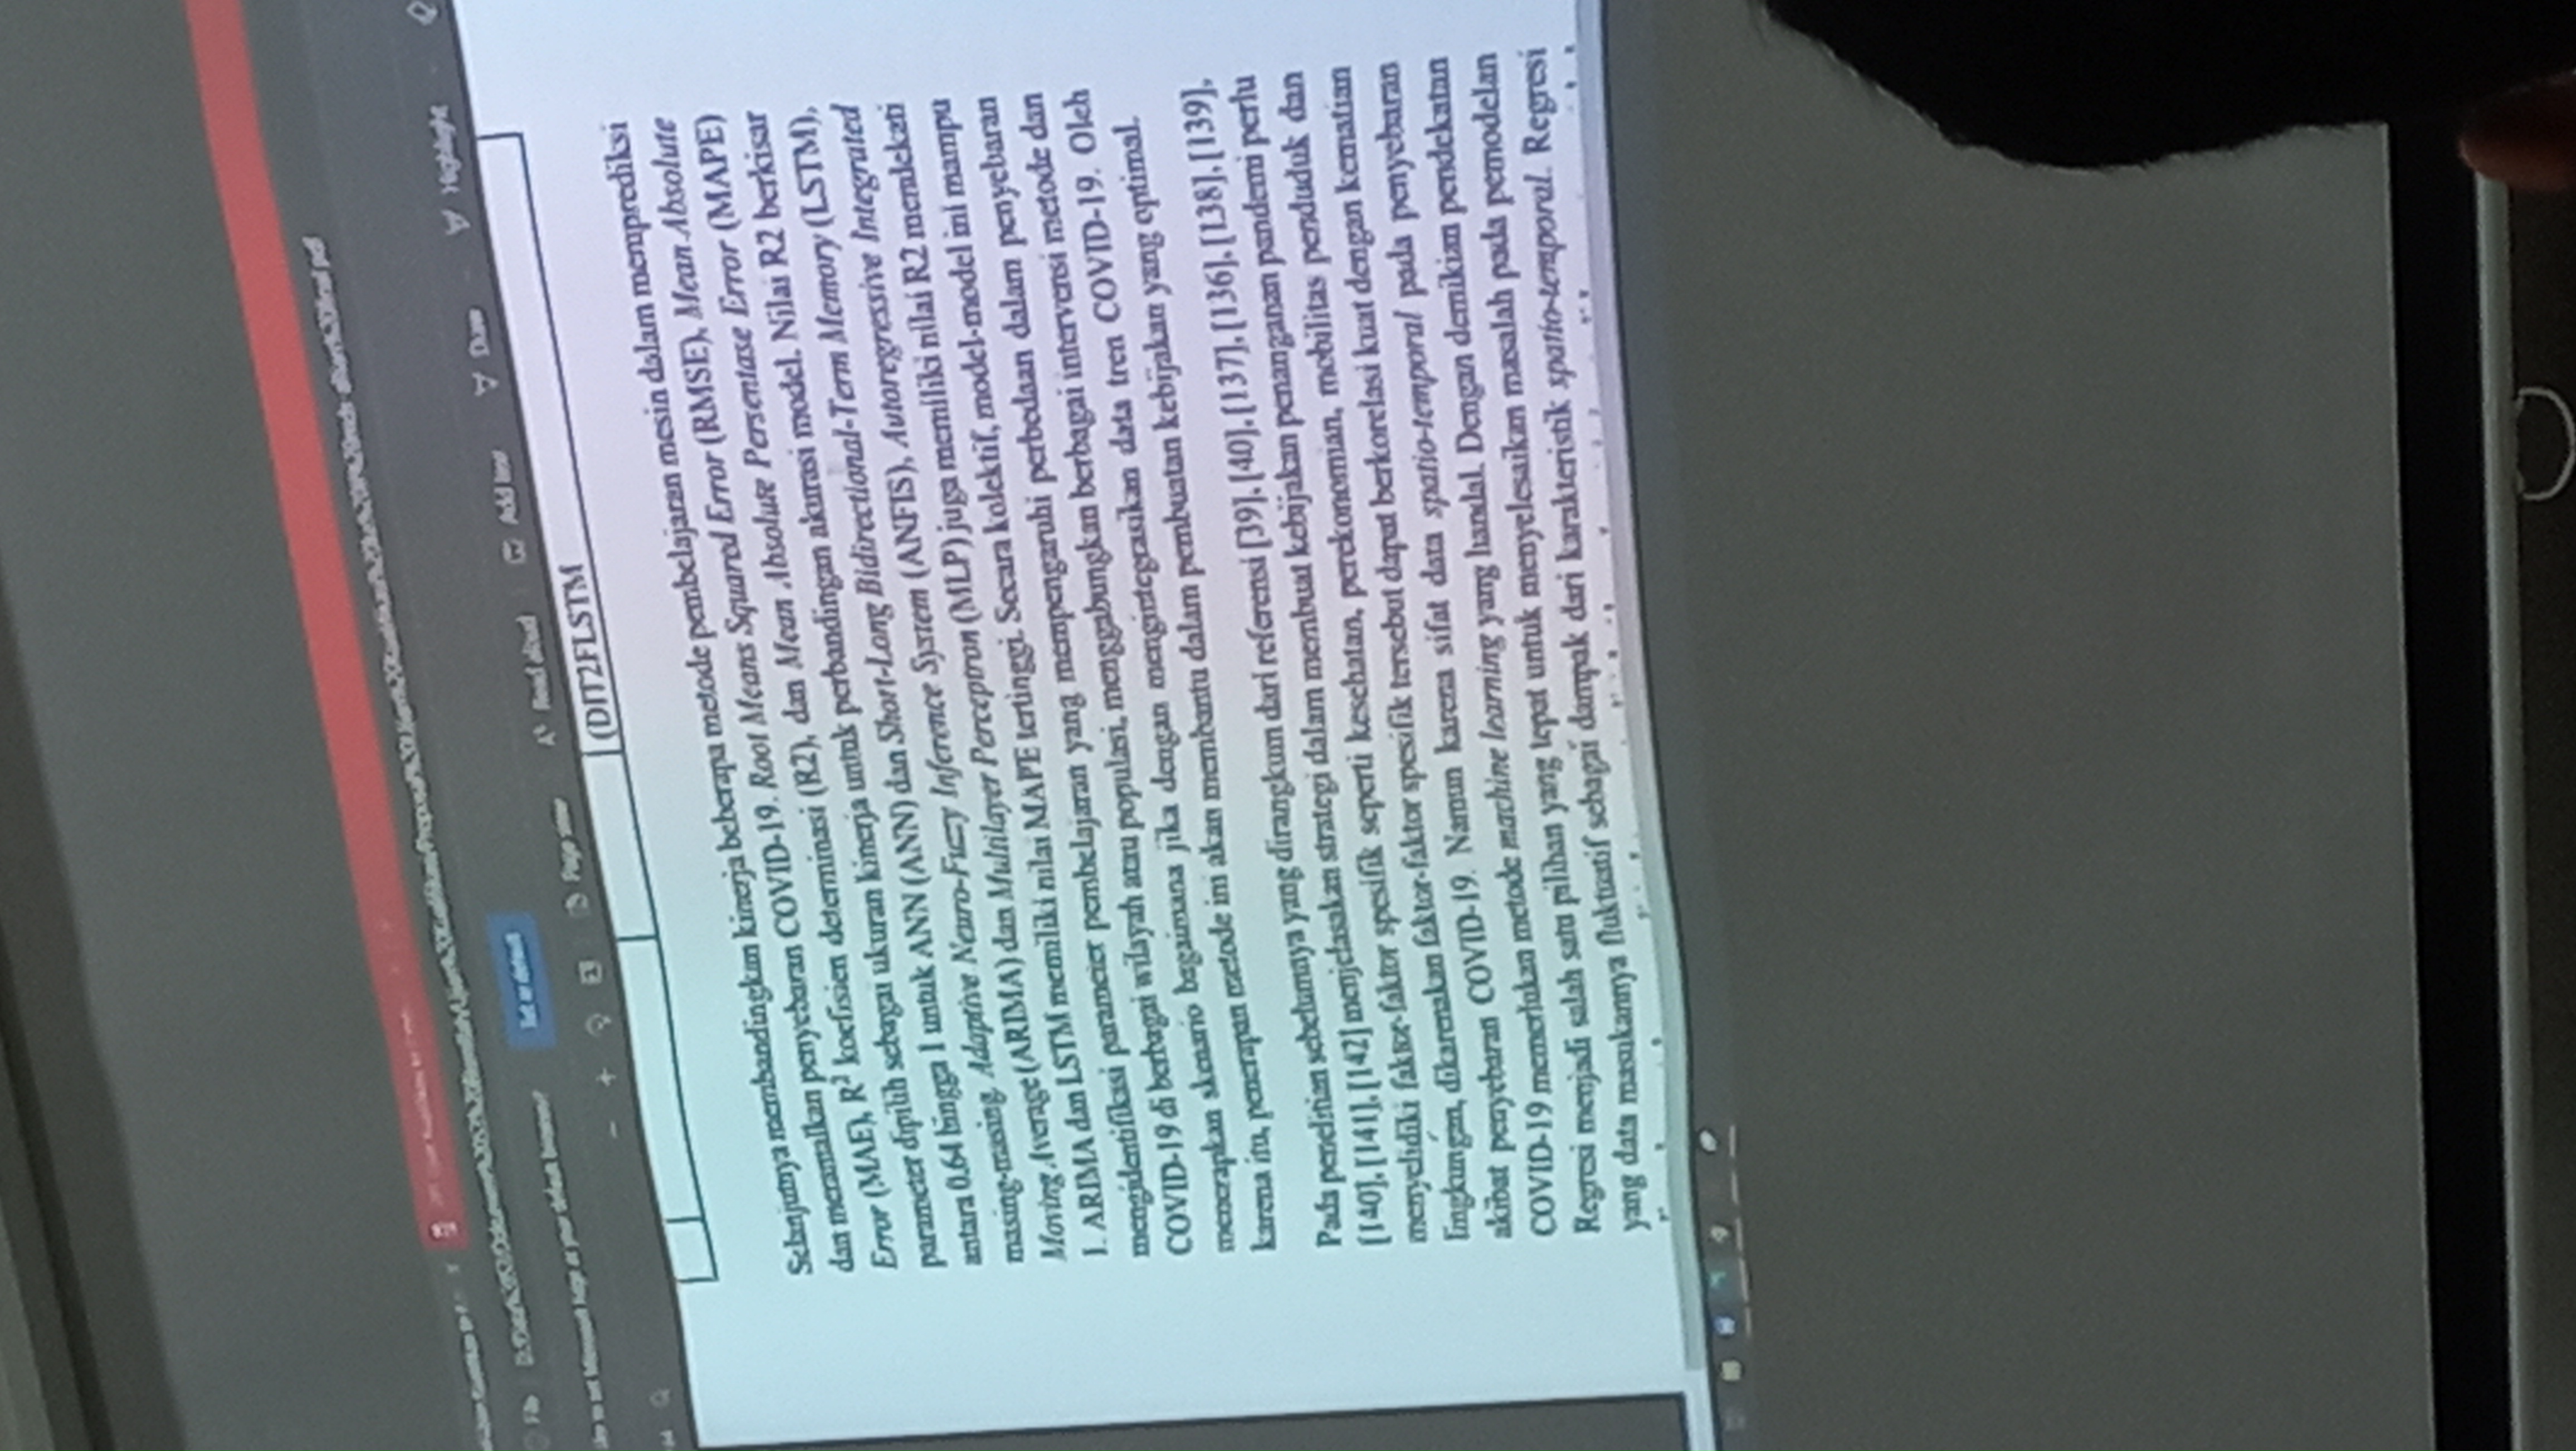 File
Set as default
Page view
Read aloud
Add text
Draw
Highlight
(DIT2FLSTM
Selanjutnya membandingkan kinerja beberapa metode pembelajaran mesin dalam memprediksi
dan meramalkan penyebaran COVID-19. Root Means Squared Error (RMSE), Mean Absolute
Error (MAE), R² koefisien determinasi (R2), dan Mean Absolute Persentase Error (MAPE)
parameter dipilih sebagai ukuran kinerja untuk perbandingan akurasi model. Nilai R2 berkisar
antara 0.64 hingga 1 untuk ANN (ANN) dan Short-Long Bidirectional-Term Memory (LSTM),
masing-masing. Adaptive Neuro-Fuzzy Inference System (ANFIS), Autoregressive Integrated
Moving Average (ARIMA) dan Multilayer Perceptron (MLP) juga memiliki nilai R2 mendekati
1. ARIMA dan LSTM memiliki nilai MAPE tertinggi. Secara kolektif, model-model ini mampu
mengidentifikasi parameter pembelajaran yang mempengaruhi perbedaan dalam penyebaran
COVID-19 di berbagai wilayah atau populasi, menggabungkan berbagai intervensi metode dan
menerapkan skenario bagaimana jika dengan mengintegrasikan data tren COVID-19. Oleh
karena itu, penerapan metode ini akan membantu dalam pembuatan kebijakan yang optimal.
Pada penelitian sebelumnya yang dirangkum dari referensi [39], [40], [137], [136], [138], [139],
[140], [141], [142] menjelasakan strategi dalam membuat kebijakan penanganan pandemi perlu
menyelidiki faktor-faktor spesifik seperti kesehatan, perekonomian, mobilitas penduduk dan
lingkungan, dikarenakan faktor-faktor spesifik tersebut dapat berkorelasi kuat dengan kematian
akibat penyebaran COVID-19. Namun karena sifat data spatio-temporal pada penyebaran
COVID-19 memerlukan metode machine learning yang handal. Dengan demikian pendekatan
Regresi menjadi salah satu pilihan yang tepat untuk menyelesaikan masalah pada pemodelan
yang data masukannya fluktuatif sebagai dampak dari karakteristik spatio-temporal. Regresi